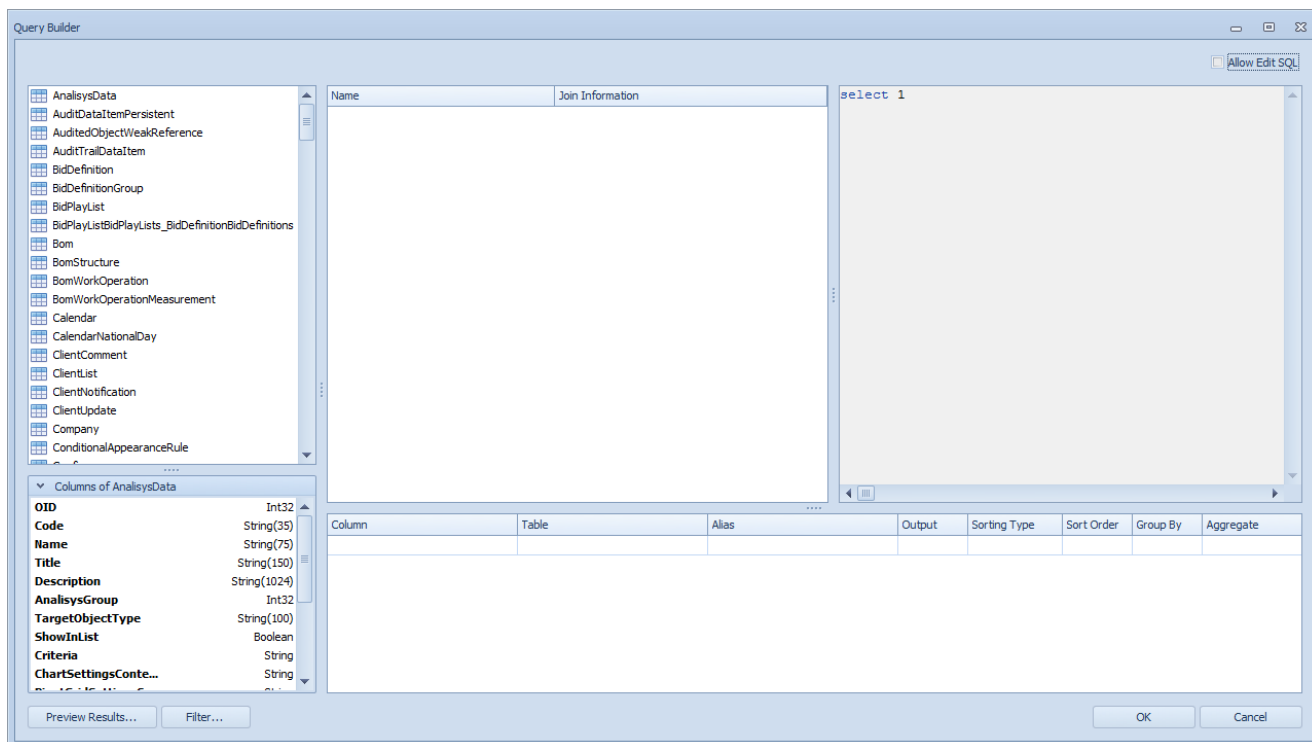 Query Builder
Allow Edit SQL
AnalisysData
AuditDataItemPersistent
AuditedObjectWeakReference
AuditTrailDataItem
BidDefinition
BidDefinitionGroup
BidPlayList
BidPlayListBidPlayLists_BidDefinitionBidDefinitions
Bom
BomStructure
BomWorkOperation
BomWorkOperationMeasurement
Calendar
CalendarNationalDay
ClientComment
ClientList
ClientNotification
ClientUpdate
Company
ConditionalAppearanceRule
Name Join Information
select 1
Columns of AnalisysData
OID Int32
Code String(35)
Name String(75)
Title String(150)
Description String(1024)
AnalisysGroup Int32
TargetObjectType String(100)
ShowInList Boolean
Criteria String
ChartSettingsConte... String
Column Table Alias Output Sorting Type Sort Order Group By Aggregate
Preview Results... Filter... OK Cancel